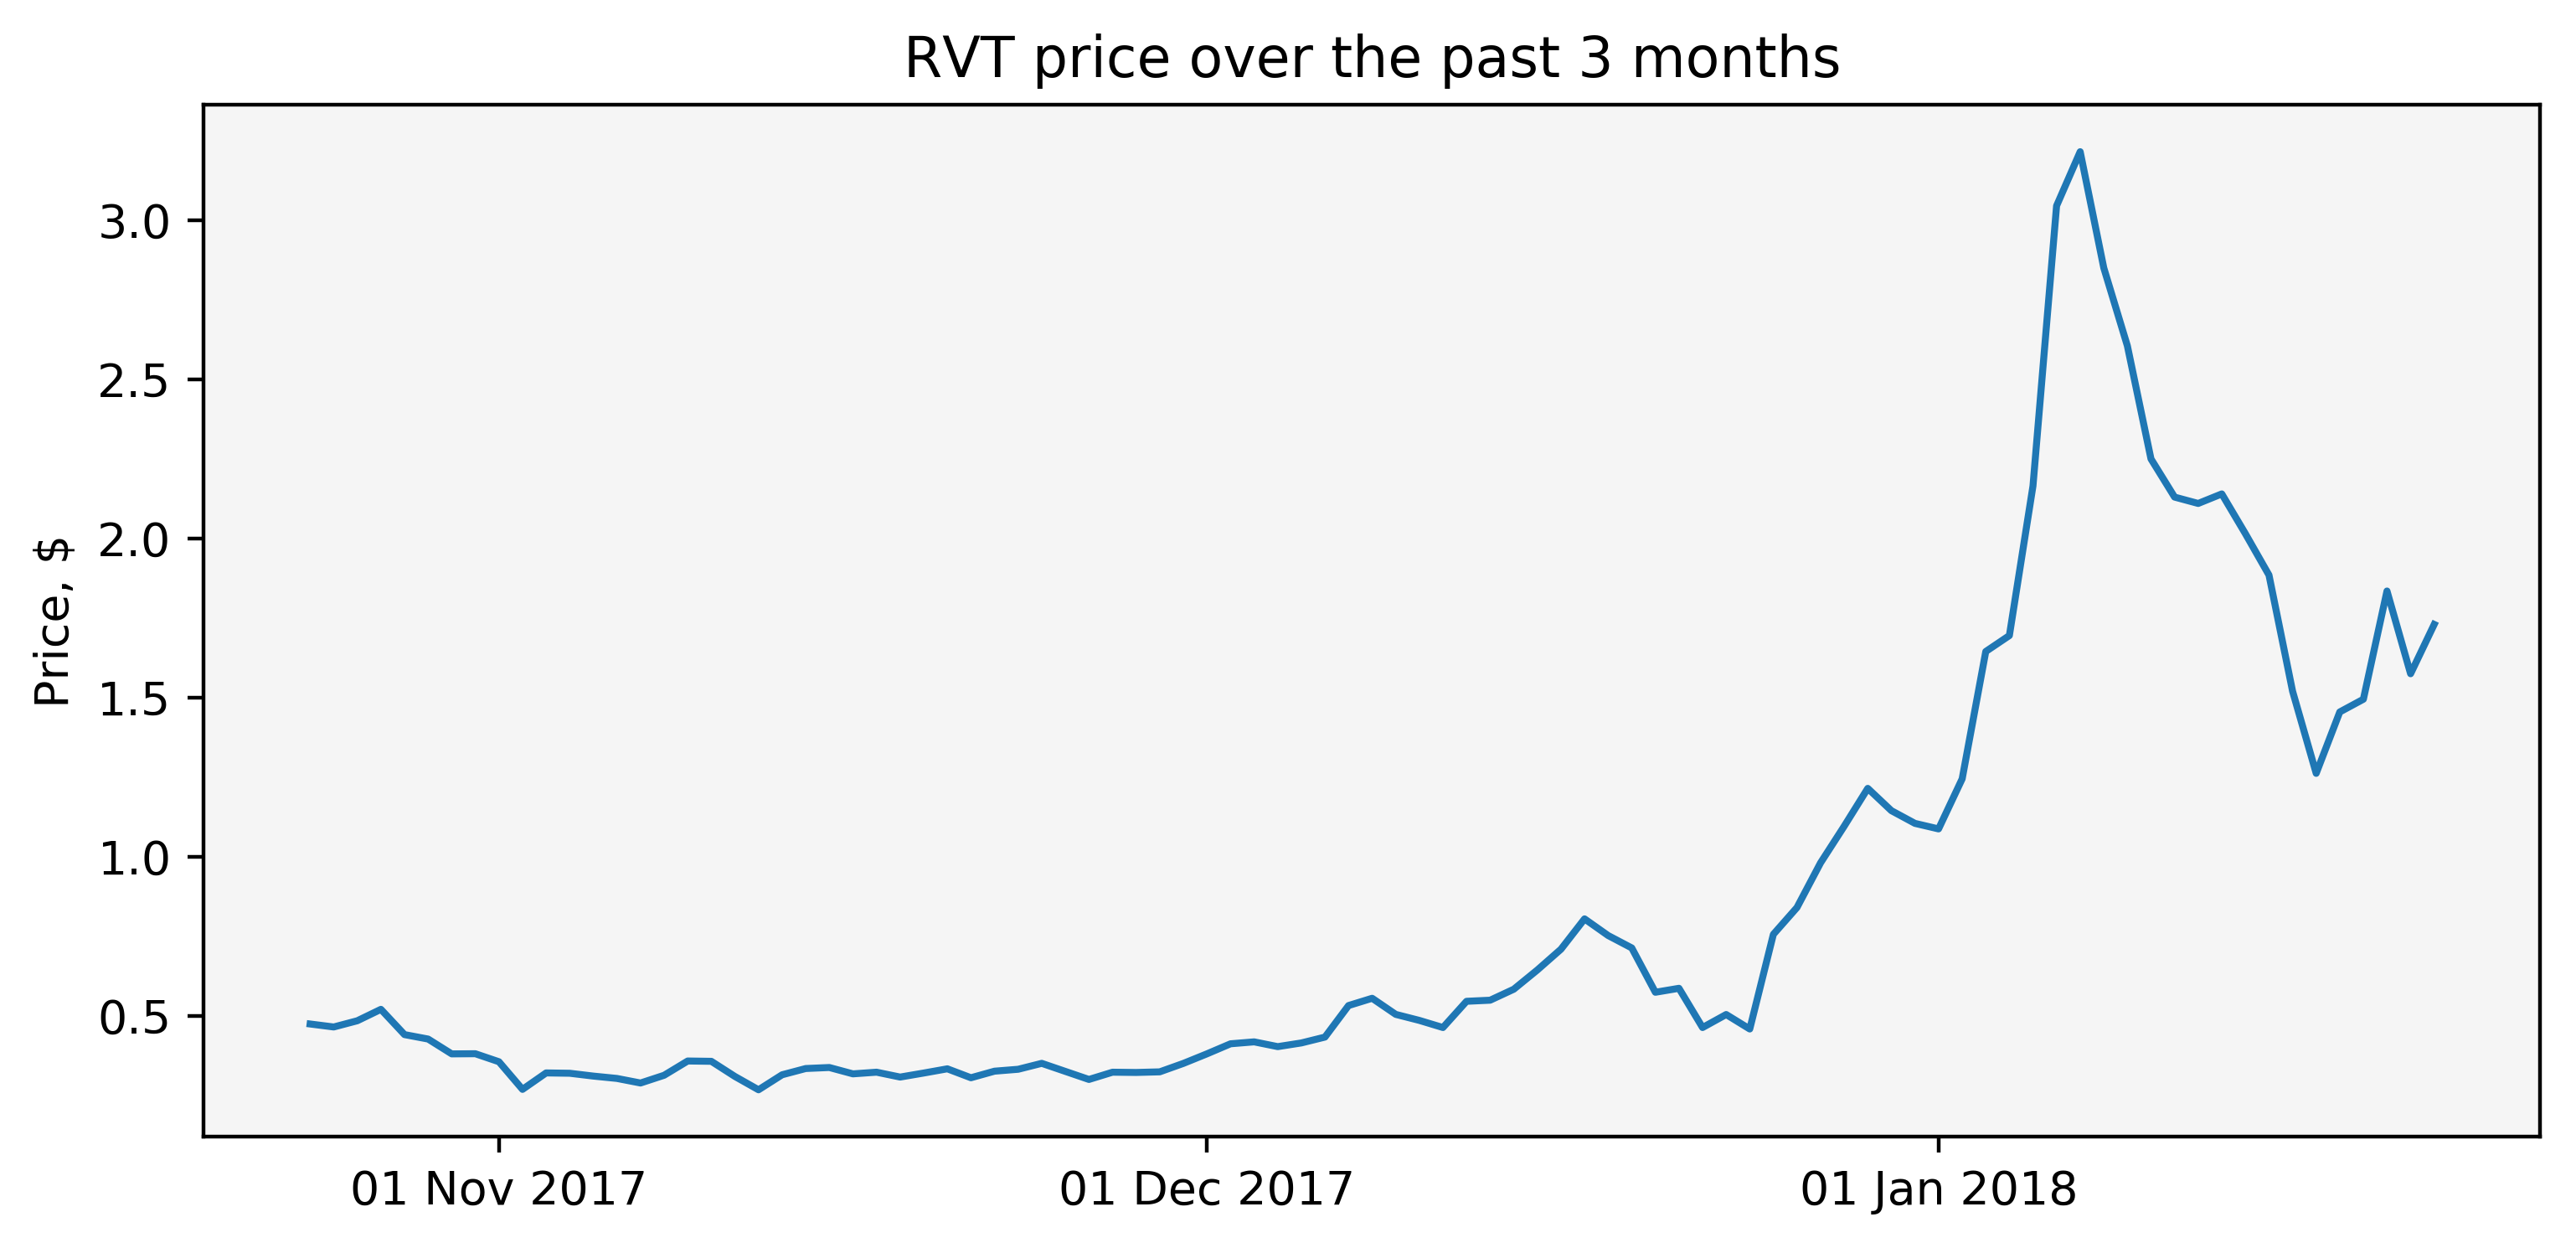 RVT price over the past 3 months
Price, $
3.0
2.5
2.0
1.5
1.0
0.5
01 Nov 2017
01 Dec 2017
01 Jan 2018